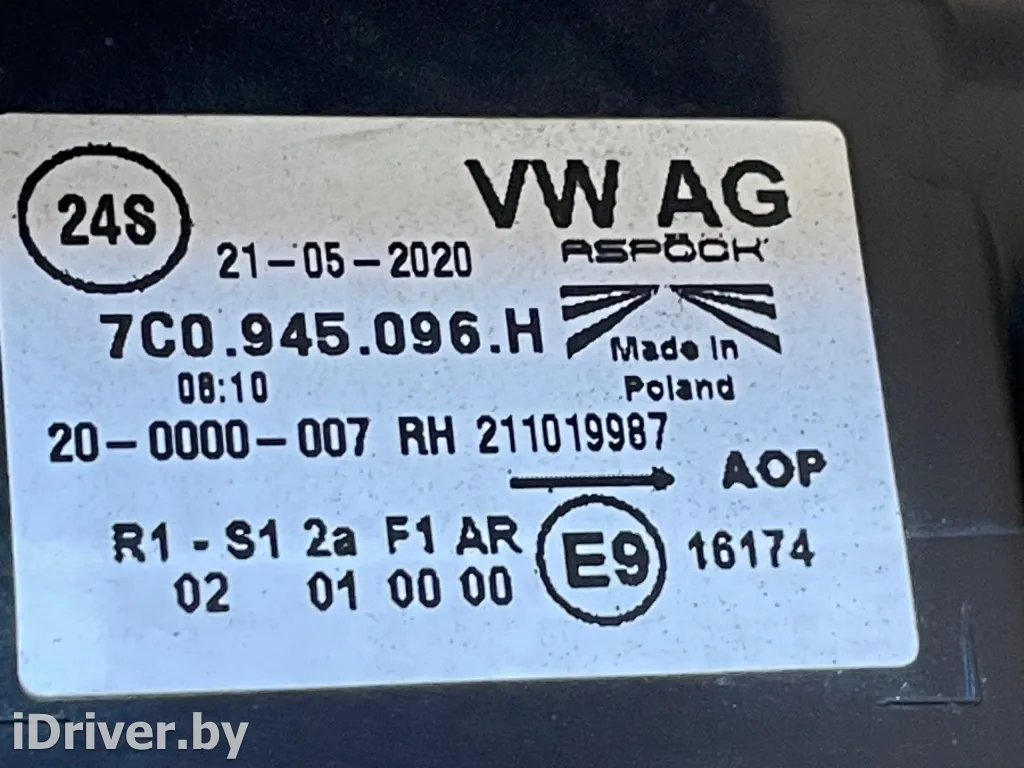 24S
VW AG
ASPÖCK
21-05-2020
7C0.945.096.H
Made in
Poland
08:10
20-0000-007 RH 211019987
AOP
R1 - S1 2a F1 AR
02 01 00 00
E9
16174
iDriver.by